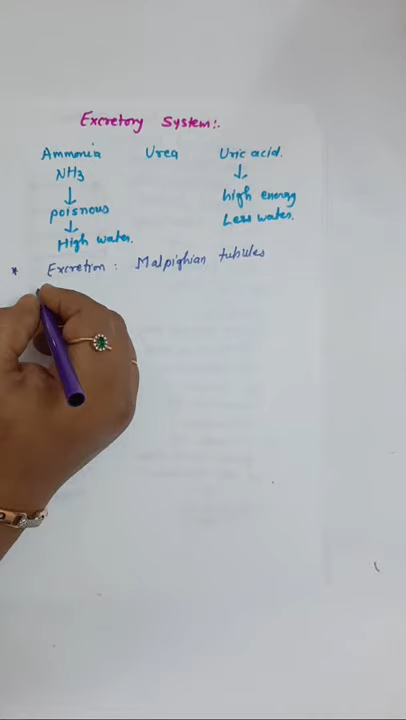 Excretory System:.
Ammonia Urea Uric acid.
NH3
high energy
poisnous
Less water.
High water.
* Excretion : Malpighian tubules